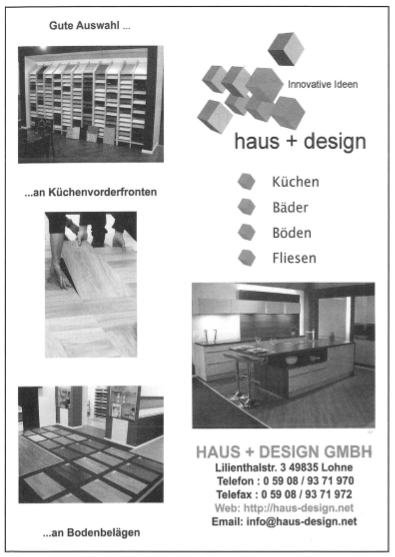 Gute Auswahl ...
...an Küchenvorderfronten
...an Bodenbelägen
Innovative Ideen
haus + design
Küchen
Bäder
Böden
Fliesen
HAUS + DESIGN GMBH
Lilienthalstr. 3 49835 Lohne
Telefon : 0 59 08 / 93 71 970
Telefax : 0 59 08 / 93 71 972
Web: http://haus-design.net
Email: info@haus-design.net